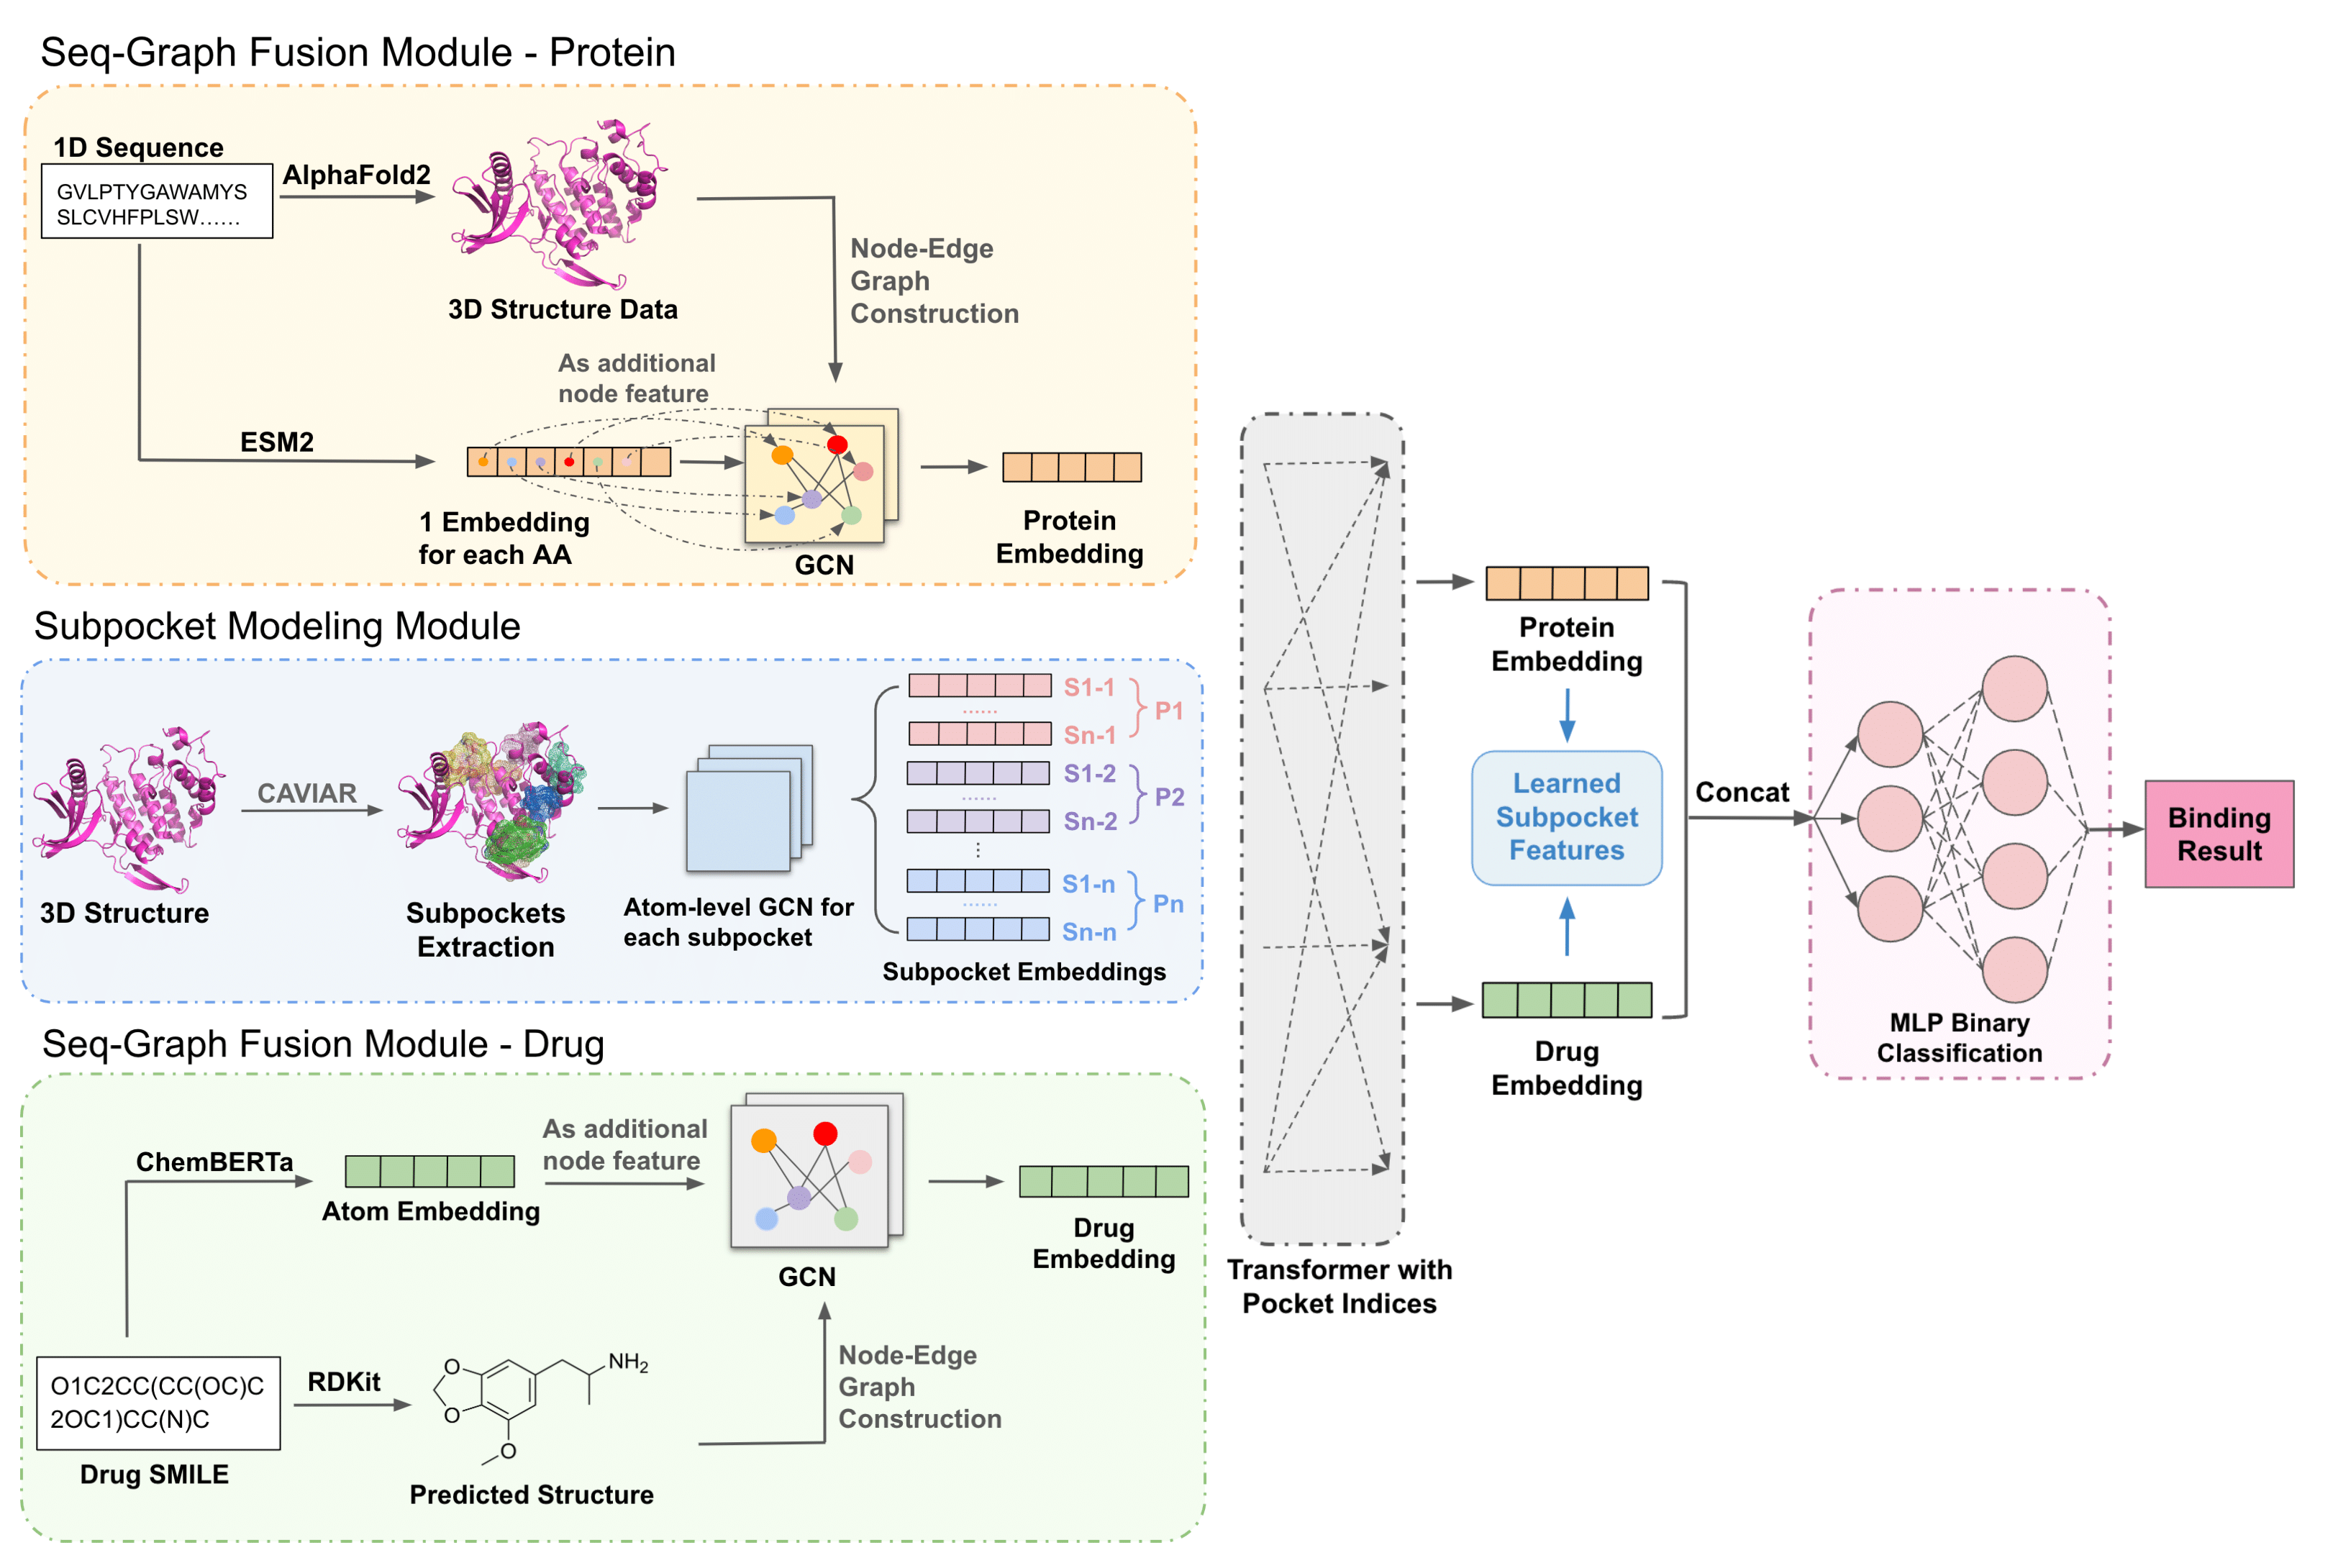 Seq-Graph Fusion Module - Protein
1D Sequence
GVLPTYGAWAMYS
SLCVHFPLSW......
AlphaFold2
3D Structure Data
Node-Edge
Graph
Construction
As additional
node feature
ESM2
1 Embedding
for each AA
GCN
Protein
Embedding
Subpocket Modeling Module
3D Structure
CAVIAR
Subpockets
Extraction
Atom-level GCN for
each subpocket
S1-1
......
Sn-1
P1
S1-2
......
Sn-2
P2
⋮
S1-n
......
Sn-n
Pn
Subpocket Embeddings
Seq-Graph Fusion Module - Drug
ChemBERTa
Atom Embedding
As additional
node feature
GCN
Drug
Embedding
O1C2CC(CC(OC)C
2OC1)CC(N)C
Drug SMILE
RDKit
O
O
O
NH2
Predicted Structure
Node-Edge
Graph
Construction
Transformer with
Pocket Indices
Protein
Embedding
Learned
Subpocket
Features
Drug
Embedding
Concat
MLP Binary
Classification
Binding
Result